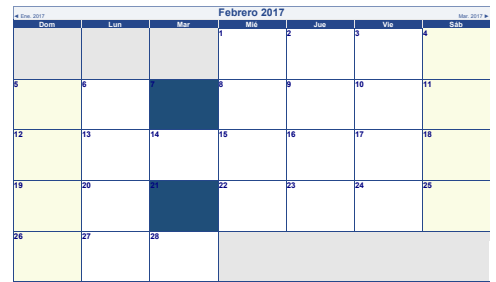 ◄ Ene. 2017 Febrero 2017 Mar. 2017 ►
Dom Lun Mar Mié Jue Vie Sáb
1 2 3 4
5 6 7 8 9 10 11
12 13 14 15 16 17 18
19 20 21 22 23 24 25
26 27 28